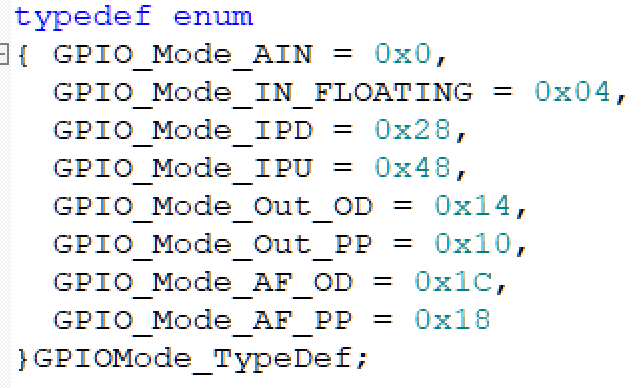 typedef enum
{ GPIO_Mode_AIN = 0x0,
GPIO_Mode_IN_FLOATING = 0x04,
GPIO_Mode_IPD = 0x28,
GPIO_Mode_IPU = 0x48,
GPIO_Mode_Out_OD = 0x14,
GPIO_Mode_Out_PP = 0x10,
GPIO_Mode_AF_OD = 0x1C,
GPIO_Mode_AF_PP = 0x18
}GPIOMode_TypeDef;